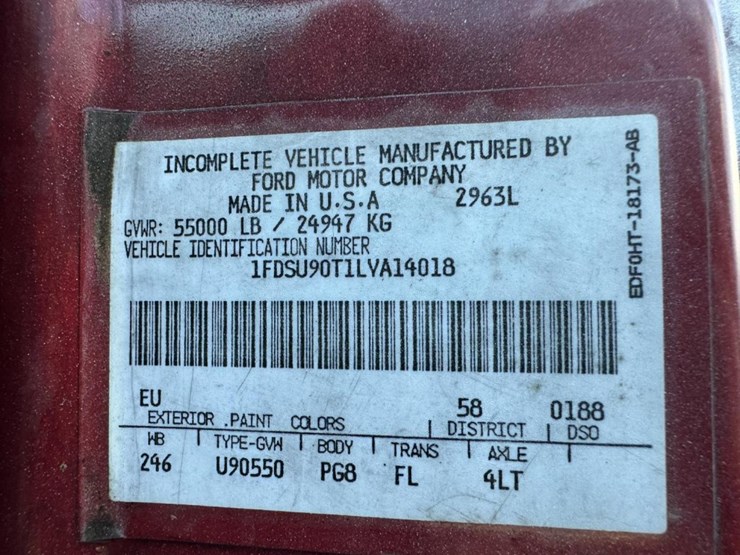 INCOMPLETE VEHICLE MANUFACTURED BY
FORD MOTOR COMPANY
MADE IN U.S.A 2963L
GVWR: 55000 LB / 24947 KG
VEHICLE IDENTIFICATION NUMBER
1FDSU90T1LVA14018
EU 58 0188
EXTERIOR .PAINT COLORS | DISTRICT | DSO
WB | TYPE-GVW | BODY | TRANS | AXLE |
246 U90550 PG8 FL 4LT
EDF0HT-18173-AB